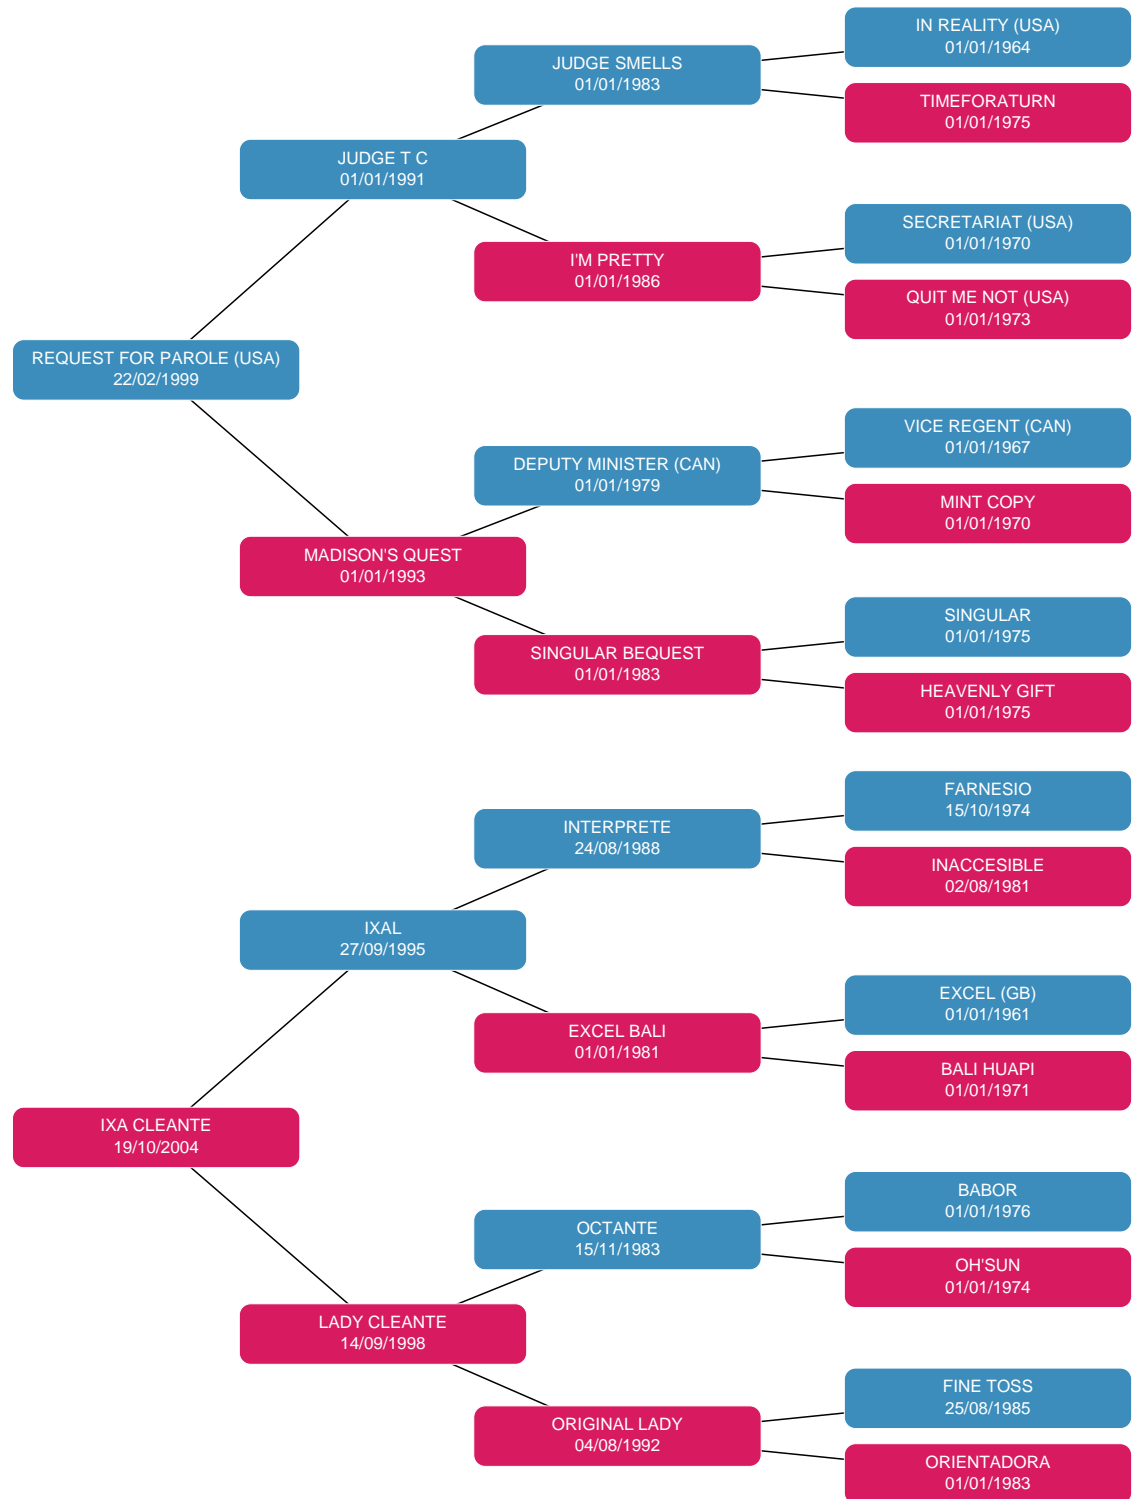 IN REALITY (USA)
01/01/1964
JUDGE SMELLS
01/01/1983
TIMEFORATURN
01/01/1975
JUDGE T C
01/01/1991
SECRETARIAT (USA)
01/01/1970
I'M PRETTY
01/01/1986
QUIT ME NOT (USA)
01/01/1973
REQUEST FOR PAROLE (USA)
22/02/1999
VICE REGENT (CAN)
01/01/1967
DEPUTY MINISTER (CAN)
01/01/1979
MINT COPY
01/01/1970
MADISON'S QUEST
01/01/1993
SINGULAR
01/01/1975
SINGULAR BEQUEST
01/01/1983
HEAVENLY GIFT
01/01/1975
FARNESIO
15/10/1974
INTERPRETE
24/08/1988
INACCESIBLE
02/08/1981
IXAL
27/09/1995
EXCEL (GB)
01/01/1961
EXCEL BALI
01/01/1981
BALI HUAPI
01/01/1971
IXA CLEANTE
19/10/2004
BABOR
01/01/1976
OCTANTE
15/11/1983
OH'SUN
01/01/1974
LADY CLEANTE
14/09/1998
FINE TOSS
25/08/1985
ORIGINAL LADY
04/08/1992
ORIENTADORA
01/01/1983